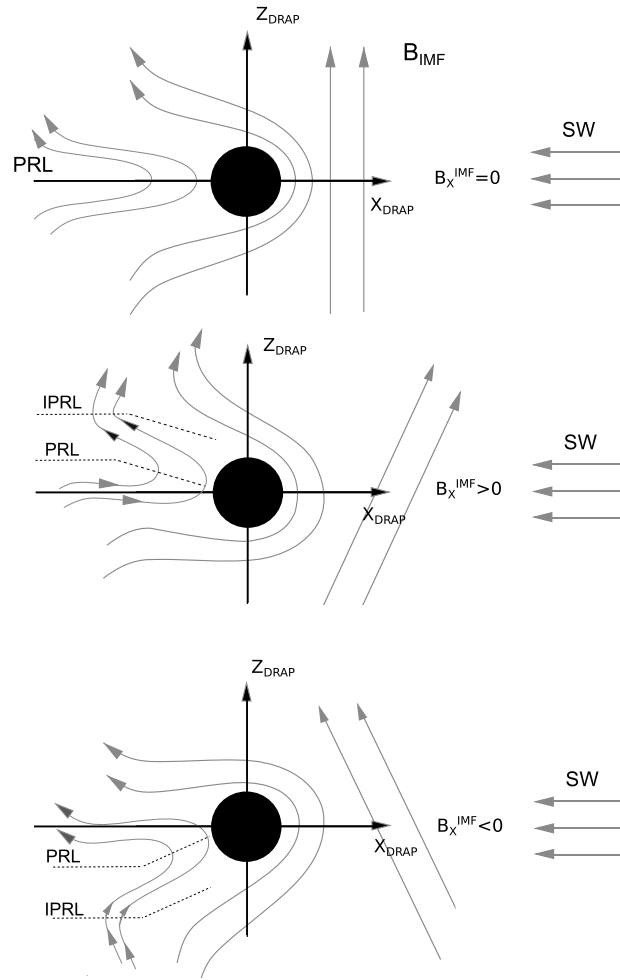 Z_DRAP
B_IMF
SW
PRL
B_X^IMF=0
X_DRAP
Z_DRAP
IPRL
PRL
SW
B_X^IMF>0
X_DRAP
Z_DRAP
SW
B_X^IMF<0
X_DRAP
PRL
IPRL